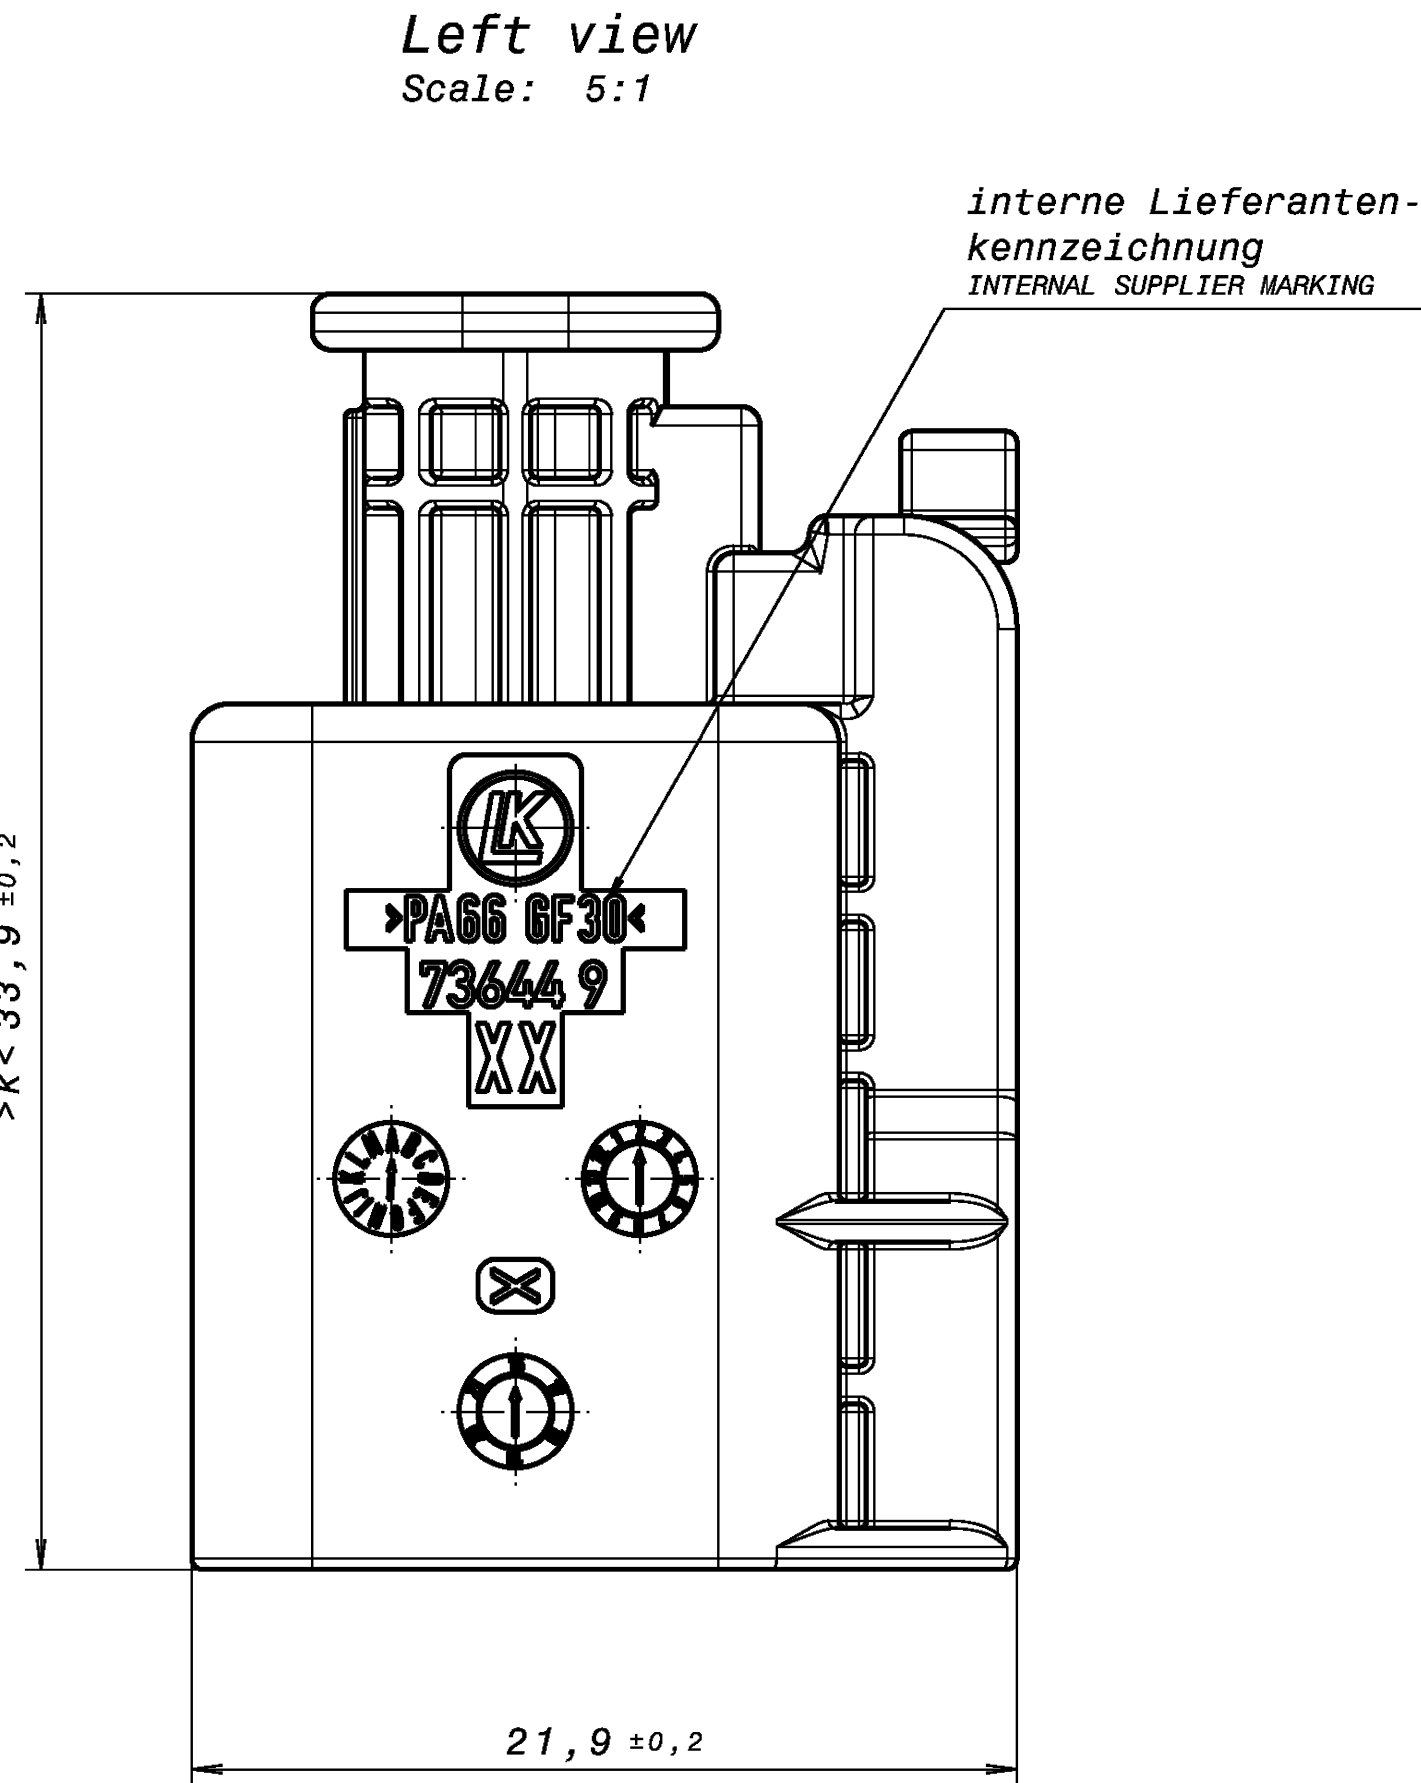 Left view
Scale: 5:1
interne Lieferanten-
kennzeichnung
INTERNAL SUPPLIER MARKING
>K< 33,9 ±0,2
LK
>PA66 GF30<
73644 9
XX
ABCDEFGHIJKLM
X
21,9 ±0,2